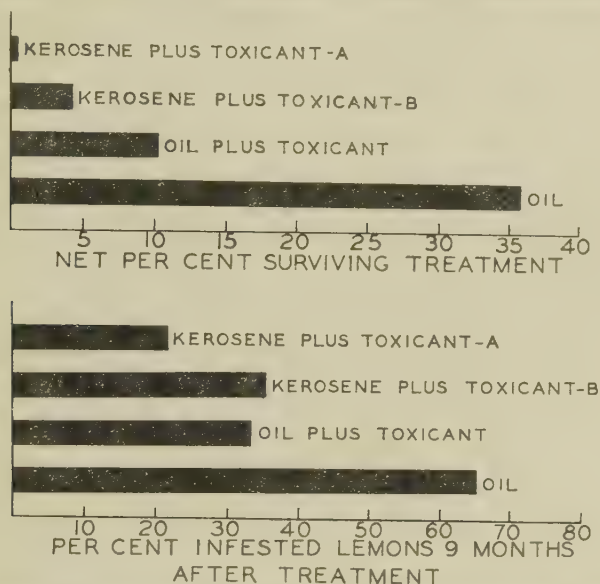 KEROSENE PLUS TOXICANT-A
KEROSENE PLUS TOXICANT-B
OIL PLUS TOXICANT
OIL
5 10 15 20 25 30 35 40
NET PER CENT SURVIVING TREATMENT
KEROSENE PLUS TOXICANT-A
KEROSENE PLUS TOXICANT-B
OIL PLUS TOXICANT
OIL
10 20 30 40 50 60 70 80
PER CENT INFESTED LEMONS 9 MONTHS
AFTER TREATMENT